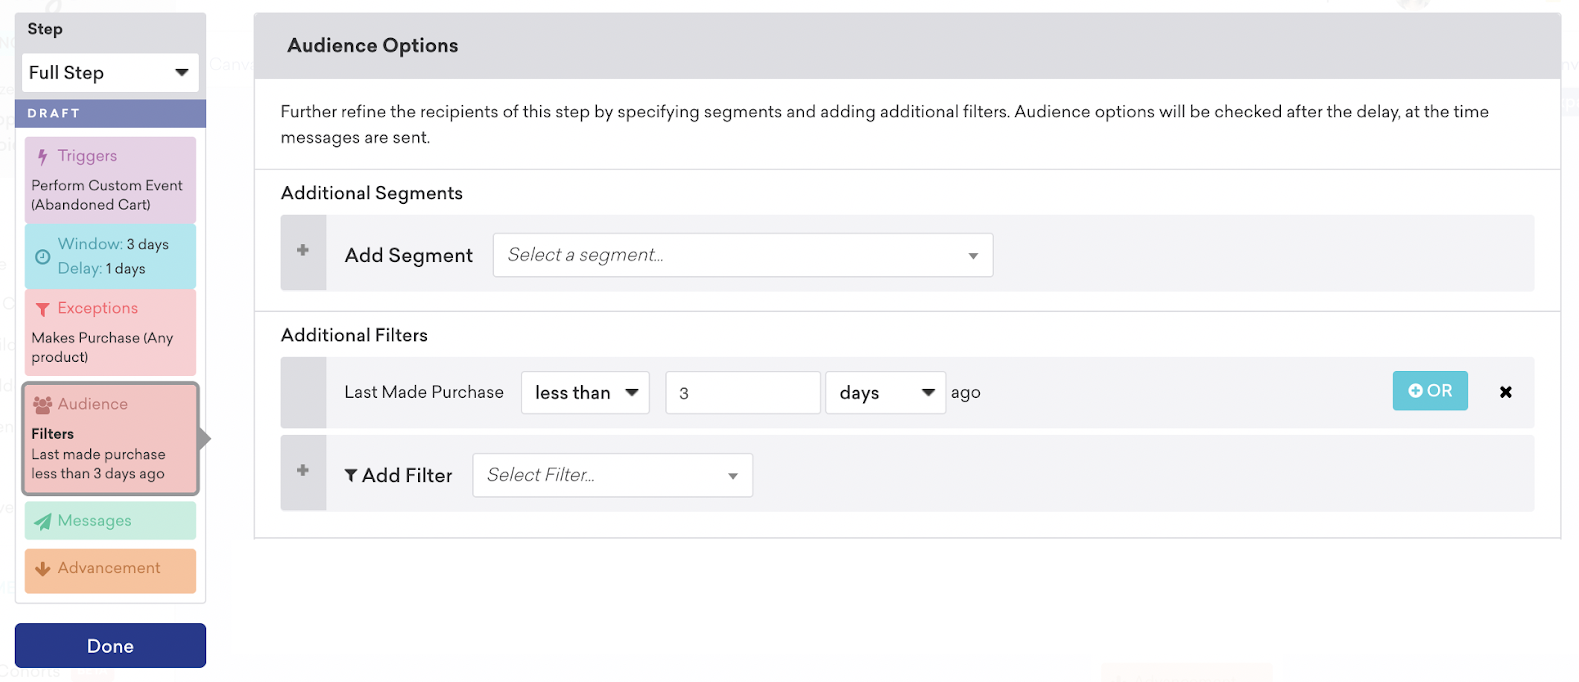 Step
Full Step
DRAFT
Triggers
Perform Custom Event
(Abandoned Cart)
Window: 3 days
Delay: 1 days
Exceptions
Makes Purchase (Any
product)
Audience
Filters
Last made purchase
less than 3 days ago
Messages
Advancement
Done
Audience Options
Further refine the recipients of this step by specifying segments and adding additional filters. Audience options will be checked after the delay, at the time
messages are sent.
Additional Segments
Add Segment Select a segment...
Additional Filters
Last Made Purchase less than 3 days ago OR
Add Filter Select Filter...